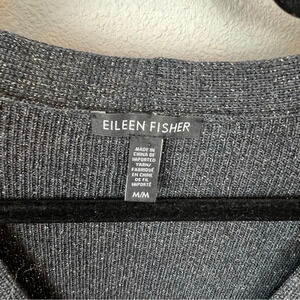 EILEEN FISHER
MADE IN
CHINA OF
IMPORTED
YARN/
FABRIQUÉ
EN CHINE
DE FIL
IMPORTÉ
M/M